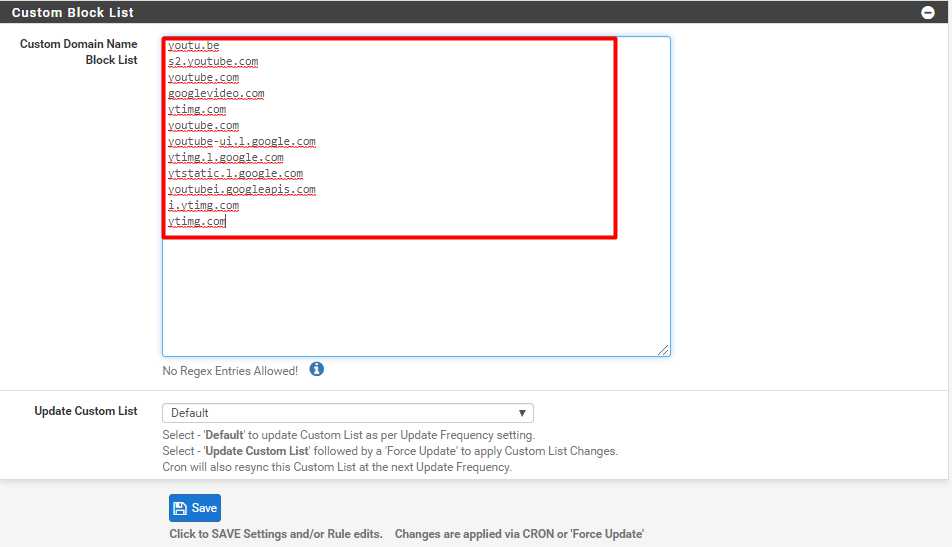 Custom Block List
Custom Domain Name
Block List
youtu.be
s2.youtube.com
youtube.com
googlevideo.com
ytimg.com
youtube.com
youtube-ui.l.google.com
ytimg.l.google.com
ytstatic.l.google.com
youtubei.googleapis.com
i.ytimg.com
ytimg.com
No Regex Entries Allowed!
Update Custom List
Default
Select - 'Default' to update Custom List as per Update Frequency setting.
Select - 'Update Custom List' followed by a 'Force Update' to apply Custom List Changes.
Cron will also resync this Custom List at the next Update Frequency.
Save
Click to SAVE Settings and/or Rule edits. Changes are applied via CRON or 'Force Update'